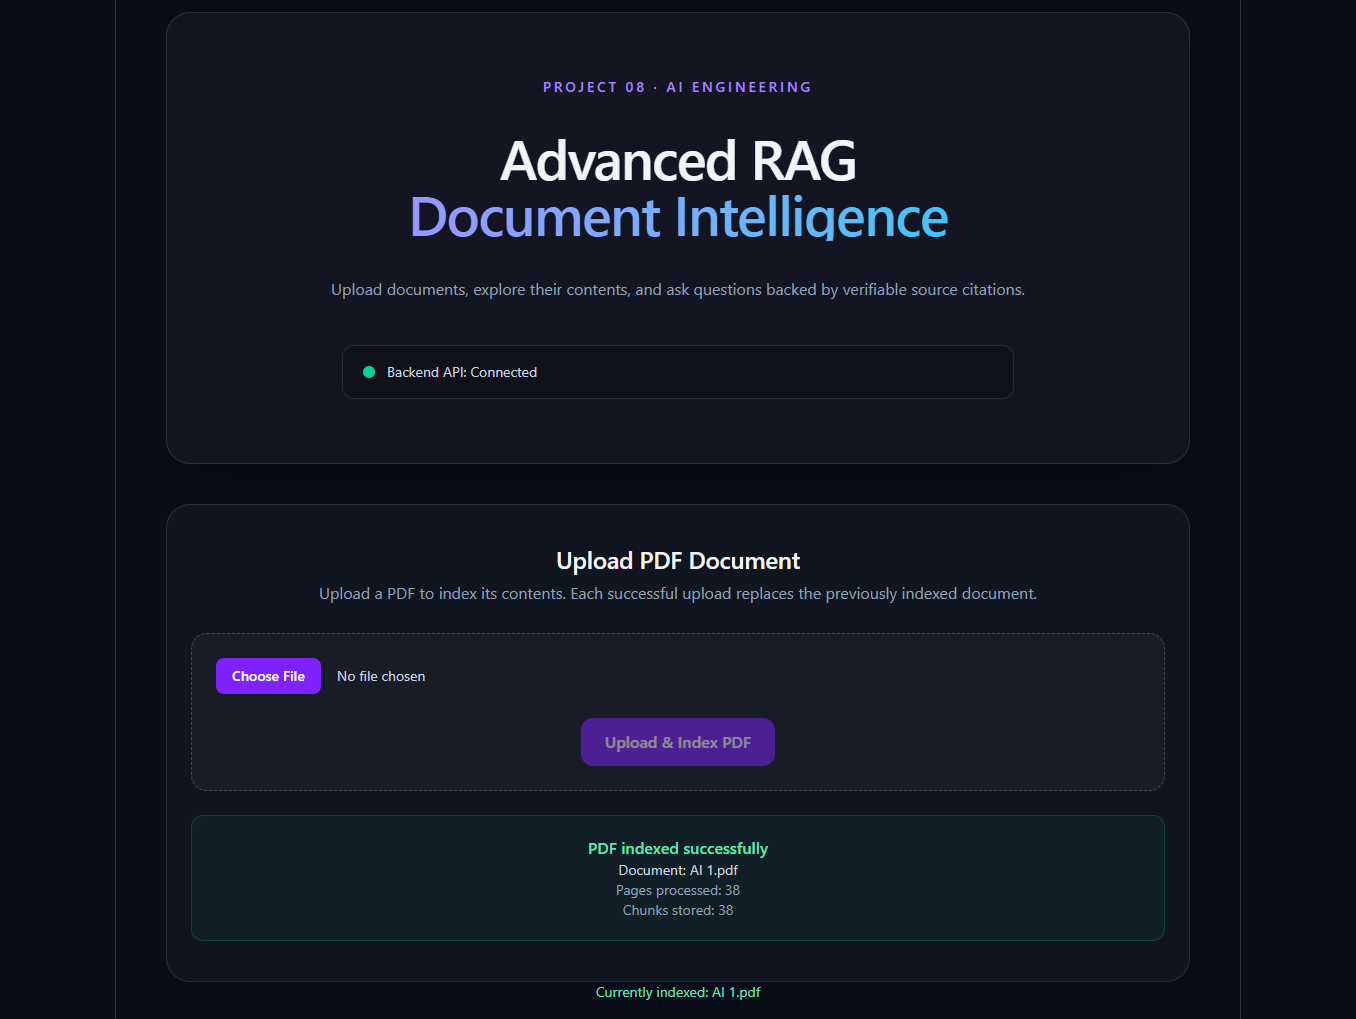 PROJECT 08 · AI ENGINEERING
Advanced RAG
Document Intelligence
Upload documents, explore their contents, and ask questions backed by verifiable source citations.
Backend API: Connected
Upload PDF Document
Upload a PDF to index its contents. Each successful upload replaces the previously indexed document.
Choose File No file chosen
Upload & Index PDF
PDF indexed successfully
Document: AI 1.pdf
Pages processed: 38
Chunks stored: 38
Currently indexed: AI 1.pdf